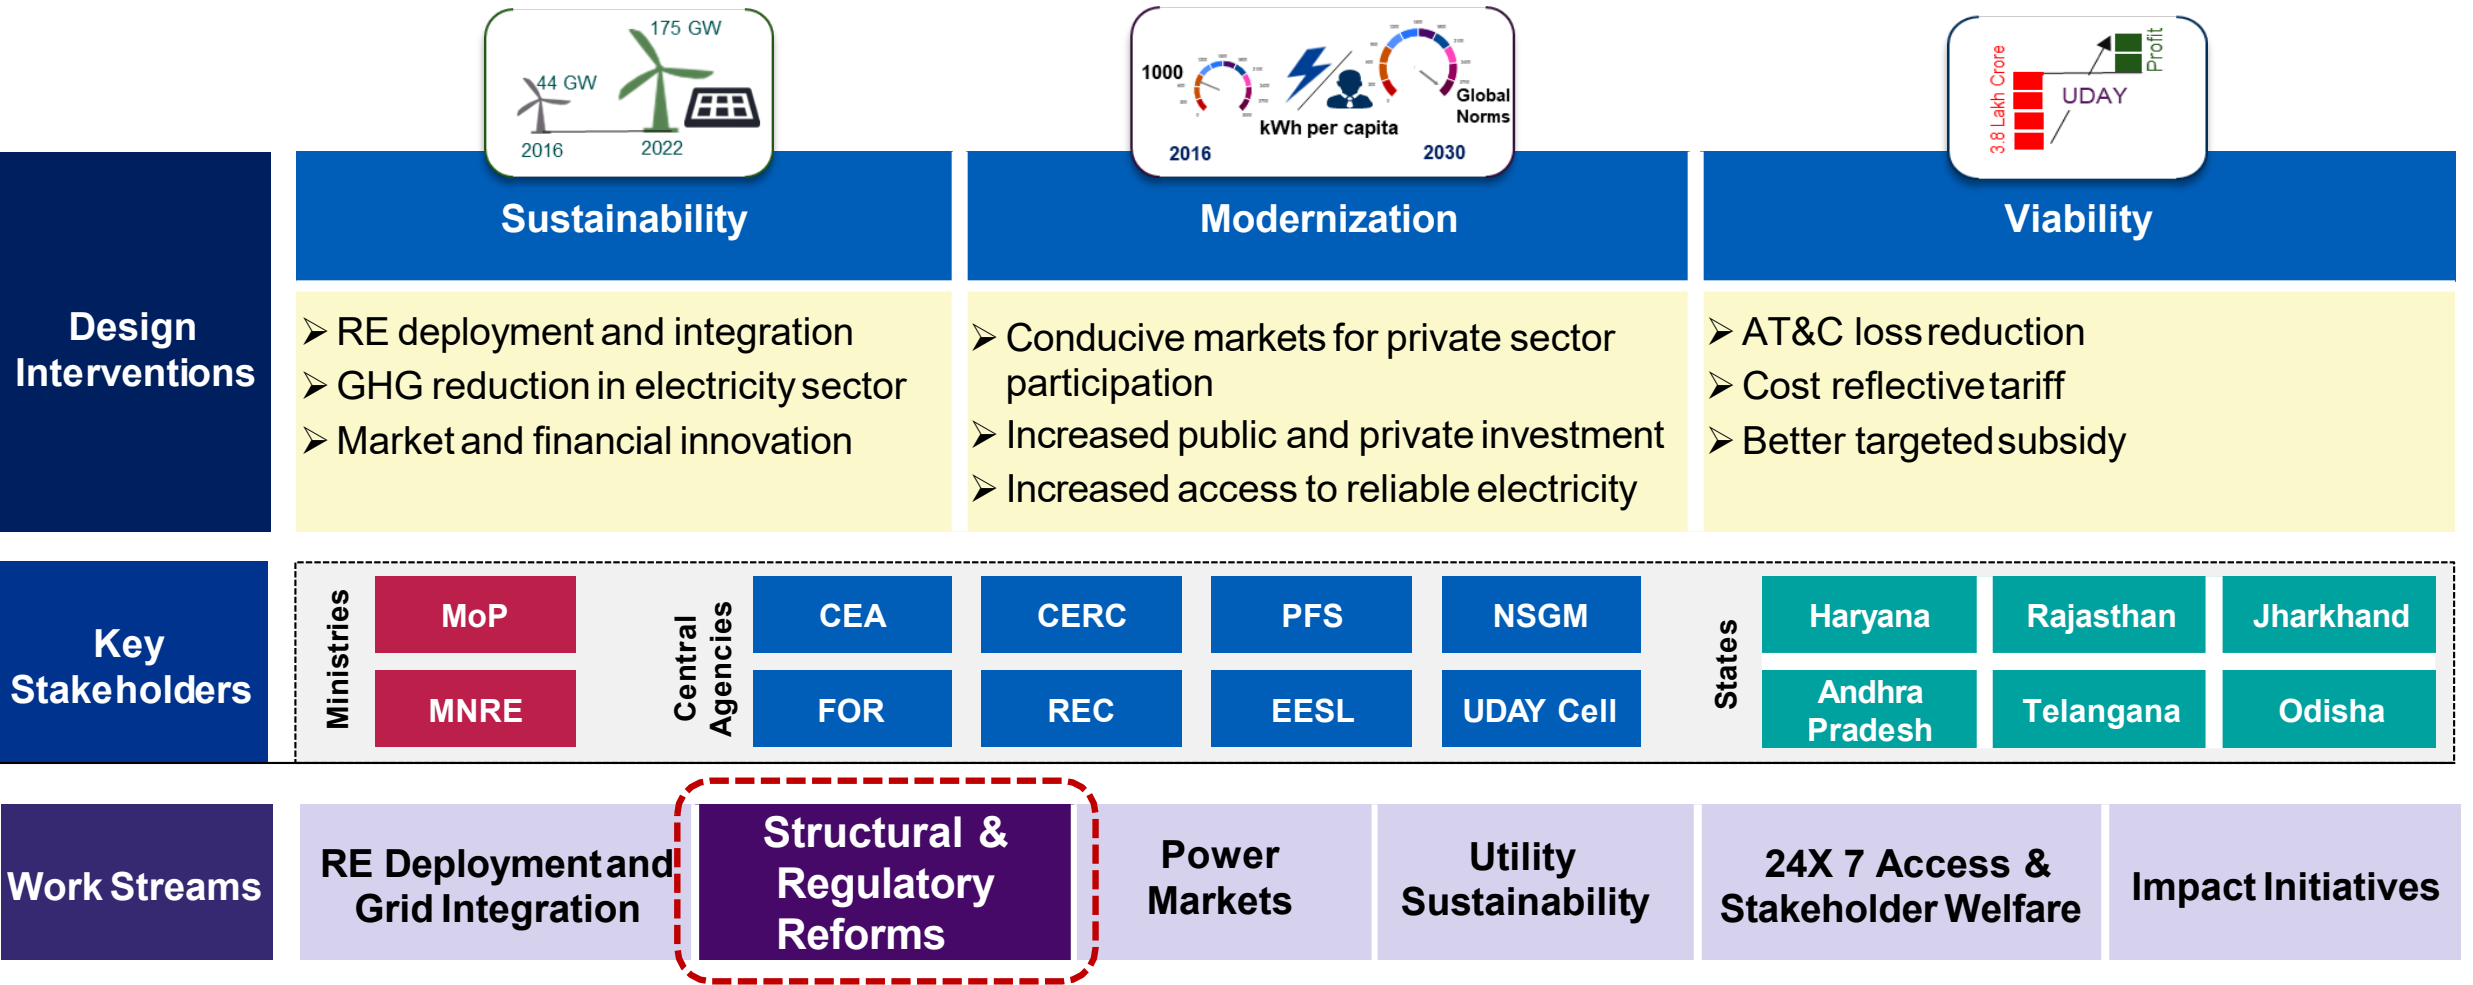 175 GW
44 GW
2016
2022
1000
Global
Norms
kWh per capita
2016
2030
3.8 Lakh Crore
UDAY
Profit
Sustainability
Modernization
Viability
Design
Interventions
➢ RE deployment and integration
➢ GHG reduction in electricity sector
➢ Market and financial innovation
➢ Conducive markets for private sector
participation
➢ Increased public and private investment
➢ Increased access to reliable electricity
➢ AT&C loss reduction
➢ Cost reflective tariff
➢ Better targeted subsidy
Key
Stakeholders
Ministries
MoP
MNRE
Central
Agencies
CEA
CERC
PFS
NSGM
FOR
REC
EESL
UDAY Cell
States
Haryana
Rajasthan
Jharkhand
Andhra
Pradesh
Telangana
Odisha
Work Streams
RE Deployment and
Grid Integration
Structural &
Regulatory
Reforms
Power
Markets
Utility
Sustainability
24X 7 Access &
Stakeholder Welfare
Impact Initiatives